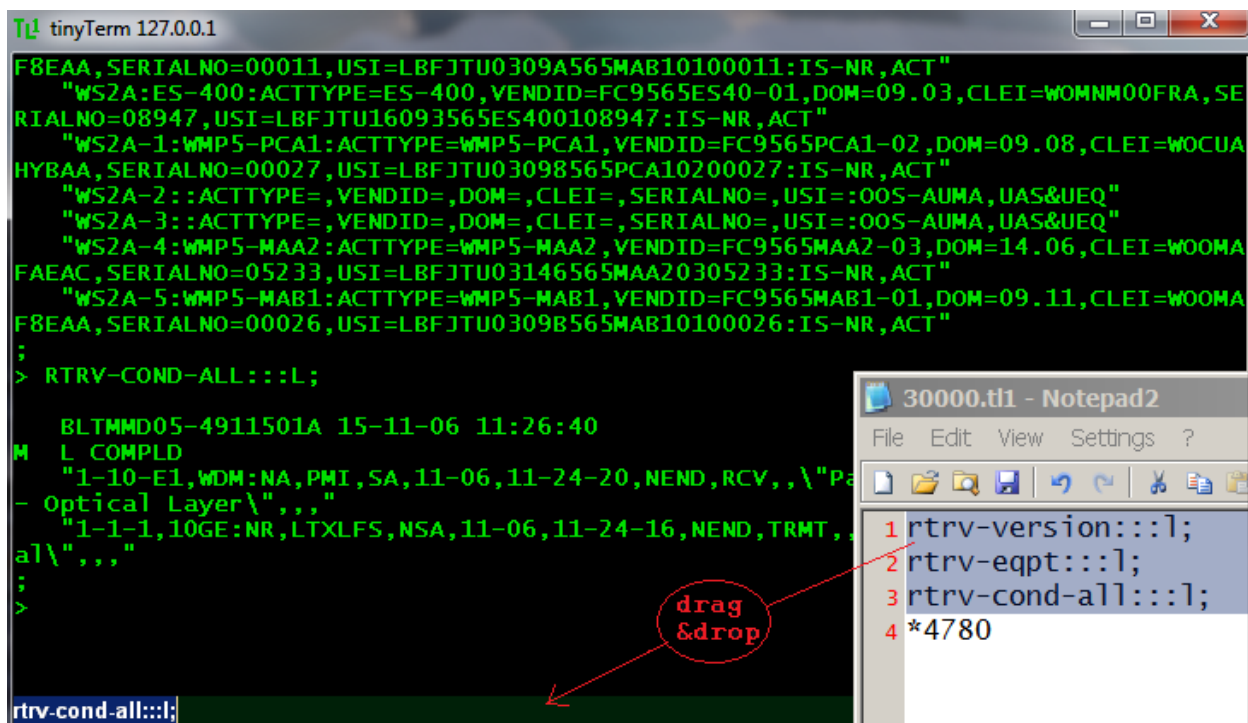 TL1 tinyTerm 127.0.0.1
F8EAA,SERIALNO=00011,USI=LBFJTU0309A565MAB10100011:IS-NR,ACT"
"WS2A:ES-400:ACTTYPE=ES-400,VENDID=FC9565ES40-01,DOM=09.03,CLEI=WOMNM00FRA,SE
RIALNO=08947,USI=LBFJTU16093565ES400108947:IS-NR,ACT"
"WS2A-1:WMP5-PCA1:ACTTYPE=WMP5-PCA1,VENDID=FC9565PCA1-02,DOM=09.08,CLEI=WOCUA
HYBAA,SERIALNO=00027,USI=LBFJTU03098565PCA10200027:IS-NR,ACT"
"WS2A-2::ACTTYPE=,VENDID=,DOM=,CLEI=,SERIALNO=,USI=:OOS-AUMA,UAS&UEQ"
"WS2A-3::ACTTYPE=,VENDID=,DOM=,CLEI=,SERIALNO=,USI=:OOS-AUMA,UAS&UEQ"
"WS2A-4:WMP5-MAA2:ACTTYPE=WMP5-MAA2,VENDID=FC9565MAA2-03,DOM=14.06,CLEI=WOOMA
FAEAC,SERIALNO=05233,USI=LBFJTU03146565MAA20305233:IS-NR,ACT"
"WS2A-5:WMP5-MAB1:ACTTYPE=WMP5-MAB1,VENDID=FC9565MAB1-01,DOM=09.11,CLEI=WOOMA
F8EAA,SERIALNO=00026,USI=LBFJTU0309B565MAB10100026:IS-NR,ACT"
;
> RTRV-COND-ALL:::L;
BLTMMD05-4911501A 15-11-06 11:26:40
M L COMPLD
"1-10-E1,WDM:NA,PMI,SA,11-06,11-24-20,NEND,RCV,,\"Pa
- Optical Layer\",,,"
"1-1-1,10GE:NR,LTXLFS,NSA,11-06,11-24-16,NEND,TRMT,,
al\",,,"
;
>
rtrv-cond-all:::l;
drag
&drop
30000.tl1 - Notepad2
File Edit View Settings ?
1 rtrv-version:::l;
2 rtrv-eqpt:::l;
3 rtrv-cond-all:::l;
4 *4780